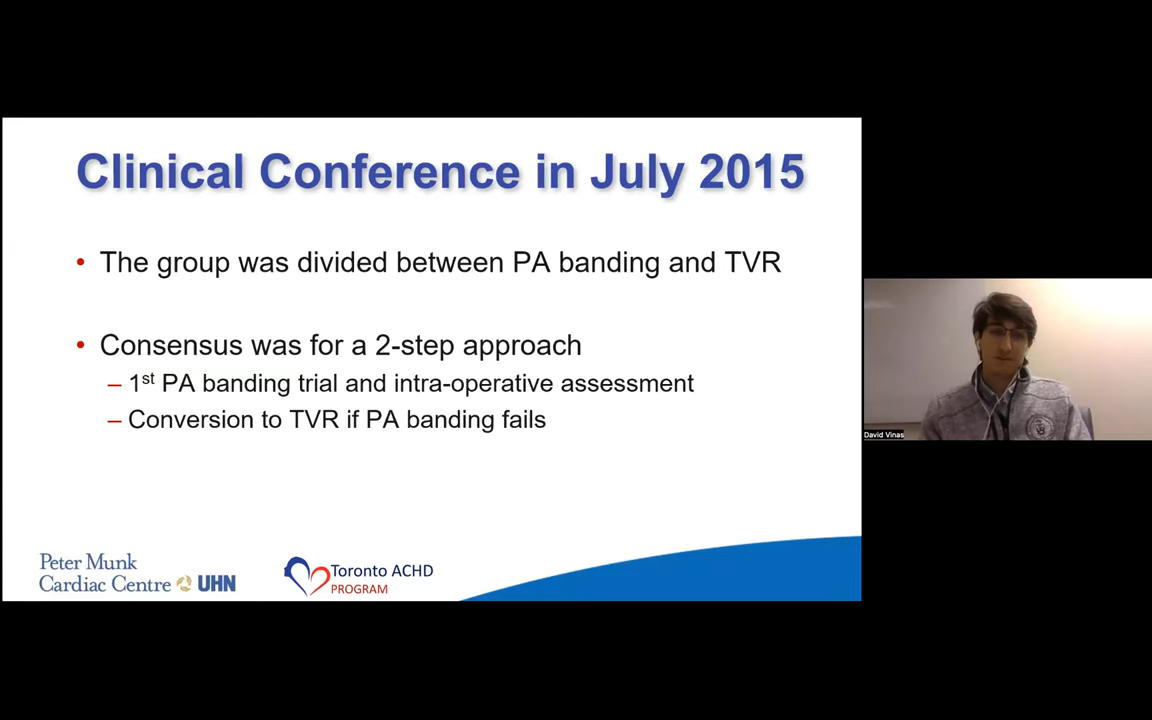 Clinical Conference in July 2015
• The group was divided between PA banding and TVR
• Consensus was for a 2-step approach
– 1st PA banding trial and intra-operative assessment
– Conversion to TVR if PA banding fails
Peter Munk
Cardiac Centre UHN
Toronto ACHD
PROGRAM
David Vinas